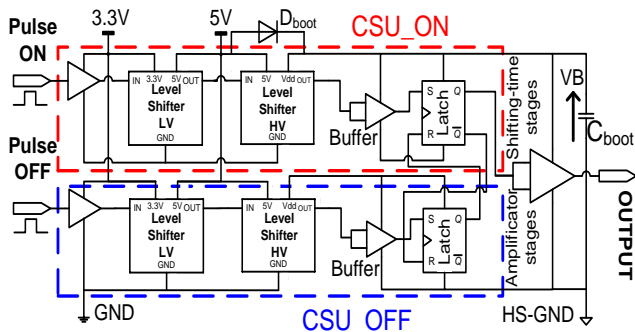 3.3V
5V
Dboot
CSU_ON
Pulse
ON
IN
3.3V
5V
OUT
Level
Shifter
LV
GND
IN
5V
Vdd
OUT
Level
Shifter
HV
GND
Buffer
S
Q
R
Q
Latch
Shifting-time
stages
VB
Cboot
Pulse
OFF
IN
3.3V
5V
OUT
Level
Shifter
LV
GND
IN
5V
Vdd
OUT
Level
Shifter
HV
GND
Buffer
S
Q
R
Q
Latch
Amplificator
stages
OUTPUT
GND
CSU_OFF
HS-GND